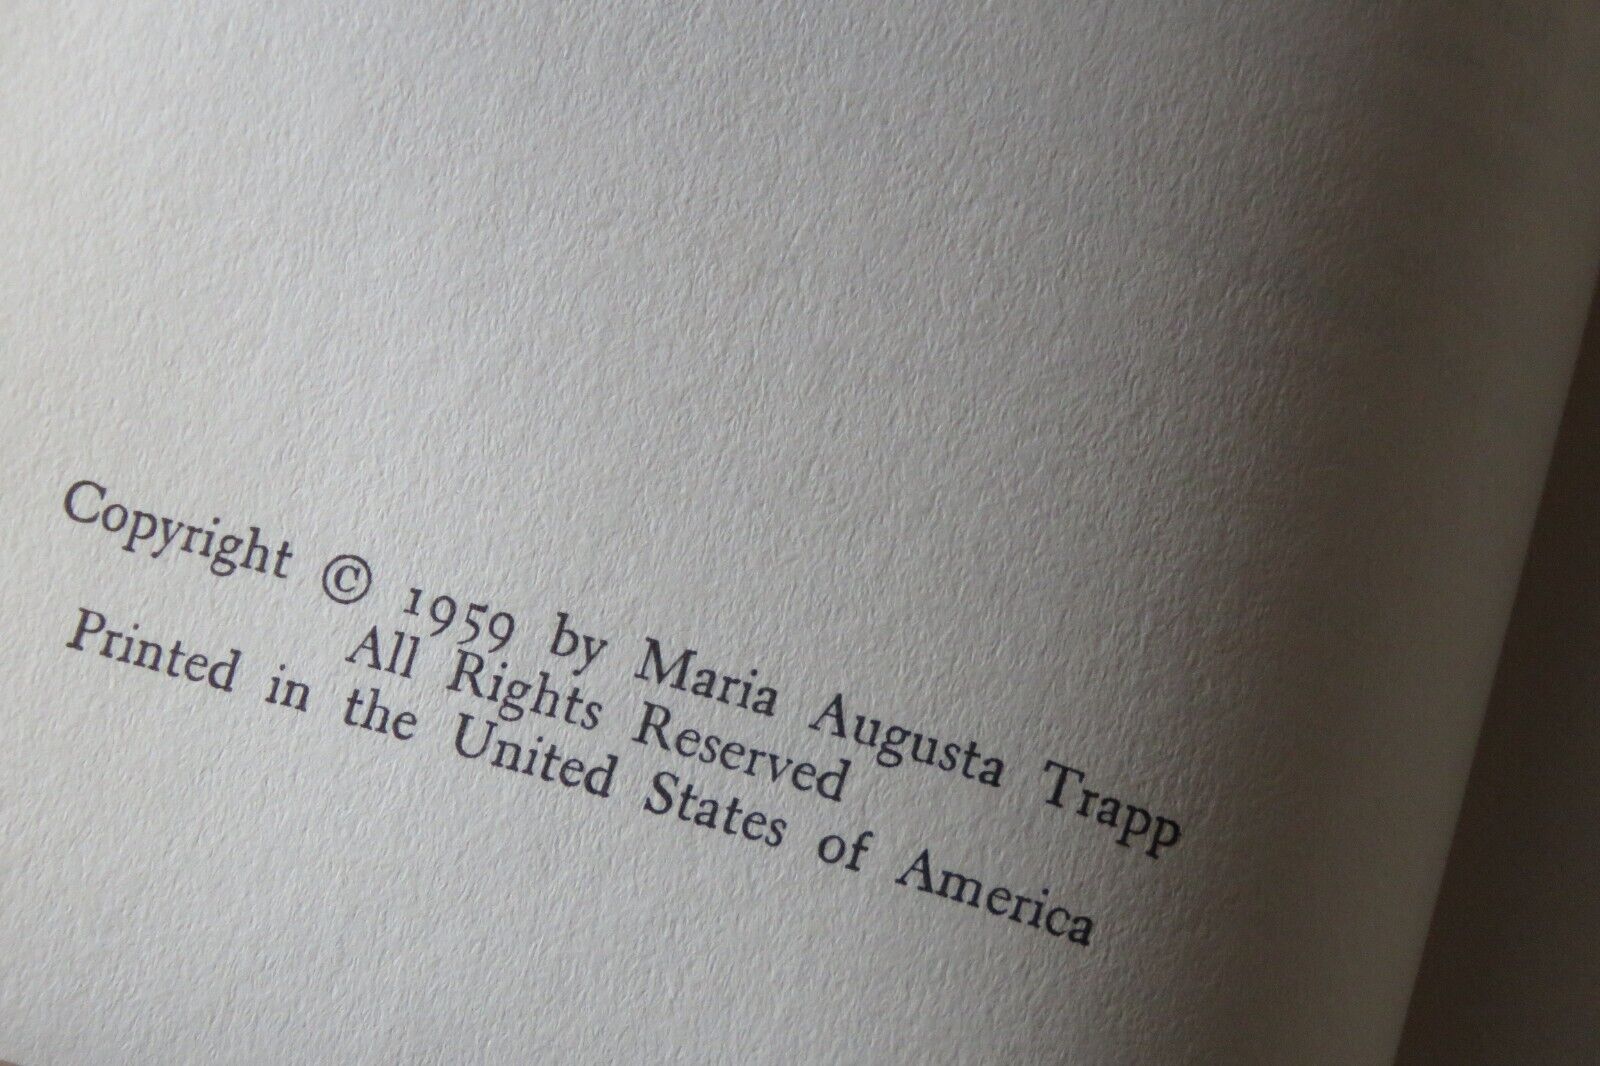 Copyright © 1959 by Maria Augusta Trapp
All Rights Reserved
Printed in the United States of America